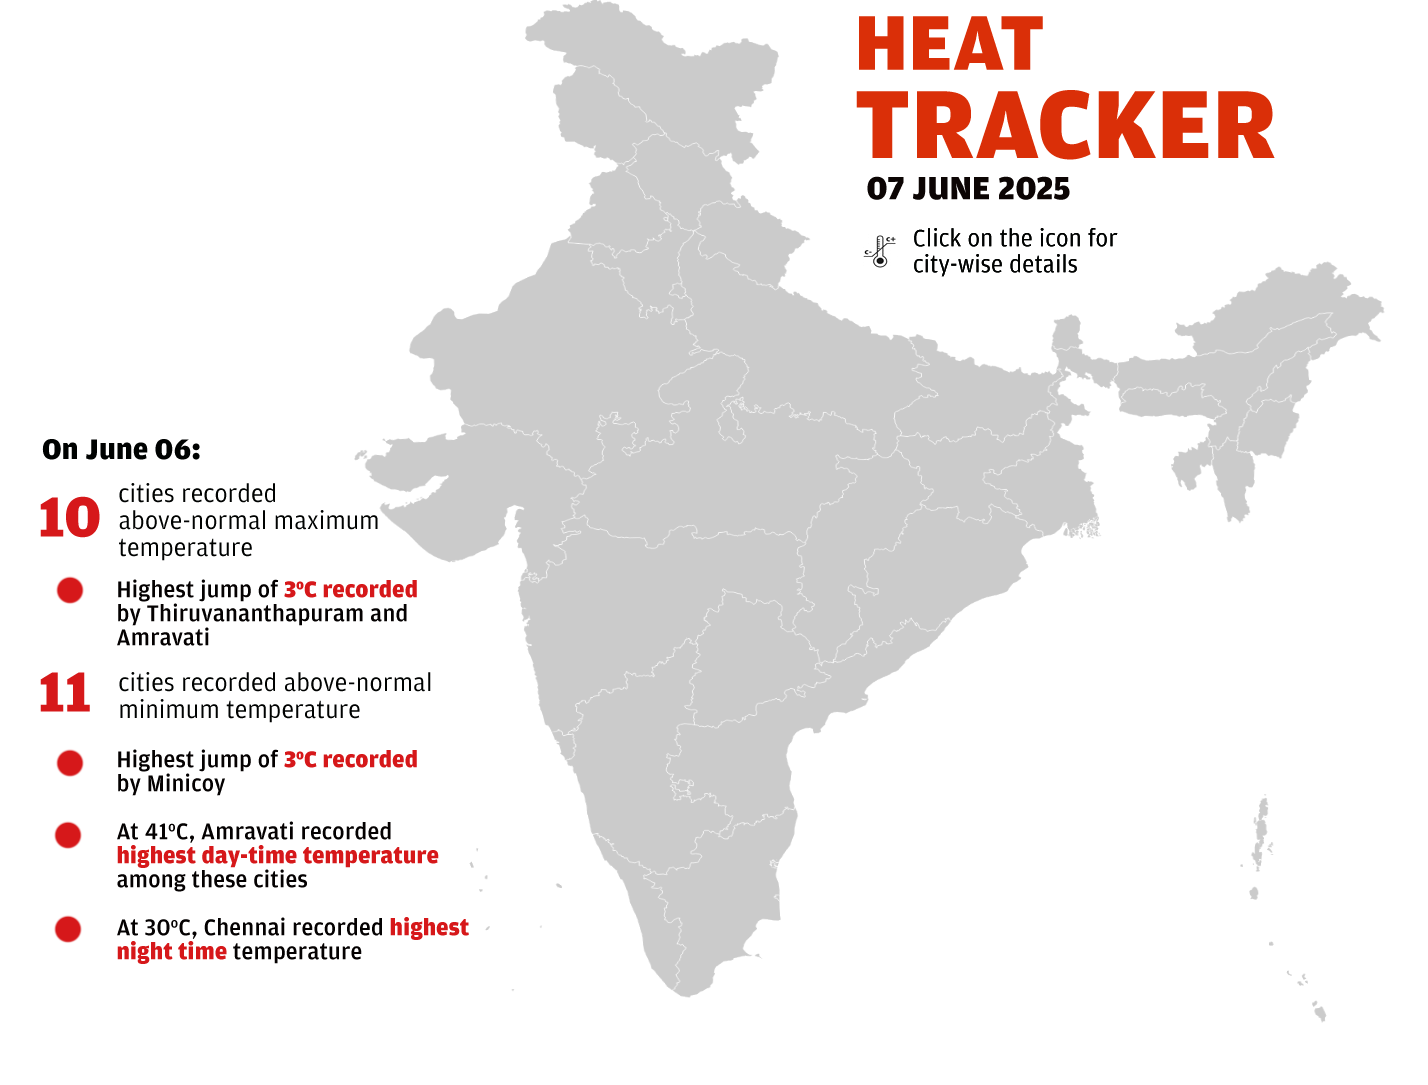 HEAT
TRACKER
07 JUNE 2025
C-
C+
Click on the icon for
city-wise details
On June 06:
10
cities recorded
above-normal maximum
temperature
Highest jump of 3ºC recorded
by Thiruvananthapuram and
Amravati
11
cities recorded above-normal
minimum temperature
Highest jump of 3ºC recorded
by Minicoy
At 41ºC, Amravati recorded
highest day-time temperature
among these cities
At 30ºC, Chennai recorded highest
night time temperature